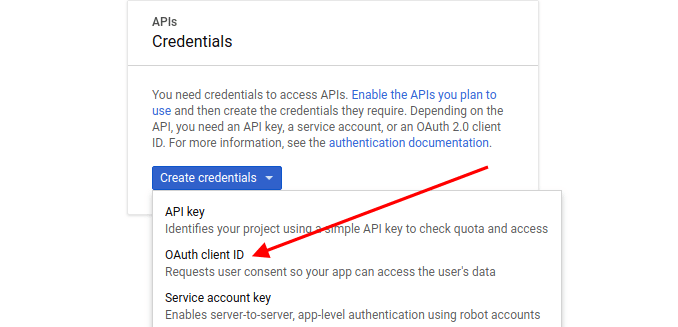 APIs
Credentials
You need credentials to access APIs. Enable the APIs you plan to
use and then create the credentials they require. Depending on the
API, you need an API key, a service account, or an OAuth 2.0 client
ID. For more information, see the authentication documentation.
Create credentials
API key
Identifies your project using a simple API key to check quota and access
OAuth client ID
Requests user consent so your app can access the user's data
Service account key
Enables server-to-server, app-level authentication using robot accounts